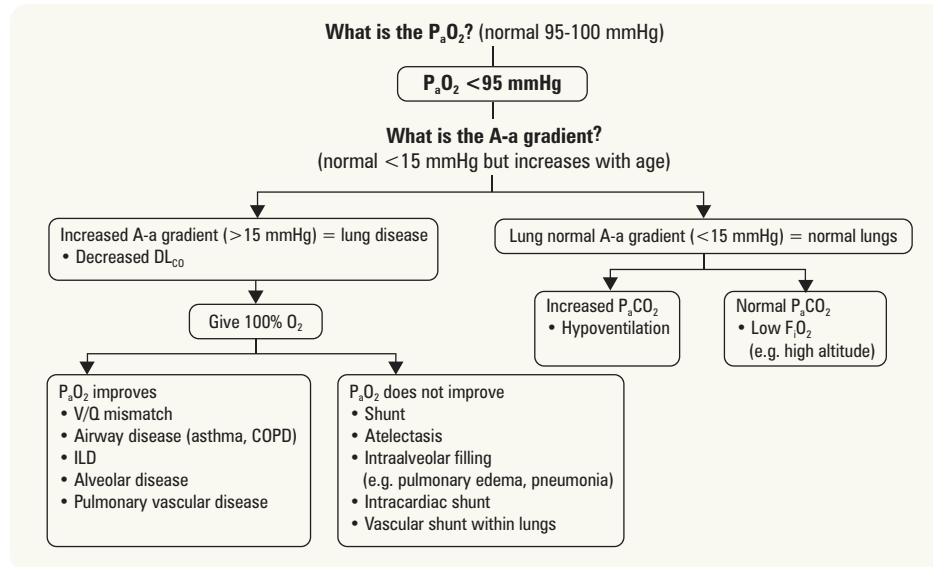 What is the PaO2? (normal 95-100 mmHg)
PaO2 <95 mmHg
What is the A-a gradient?
(normal <15 mmHg but increases with age)
Increased A-a gradient (>15 mmHg) = lung disease
• Decreased DLCO
Lung normal A-a gradient (<15 mmHg) = normal lungs
Give 100% O2
Increased PaCO2
• Hypoventilation
Normal PaCO2
• Low FiO2
(e.g. high altitude)
PaO2 improves
• V/Q mismatch
• Airway disease (asthma, COPD)
• ILD
• Alveolar disease
• Pulmonary vascular disease
PaO2 does not improve
• Shunt
• Atelectasis
• Intraalveolar filling
(e.g. pulmonary edema, pneumonia)
• Intracardiac shunt
• Vascular shunt within lungs